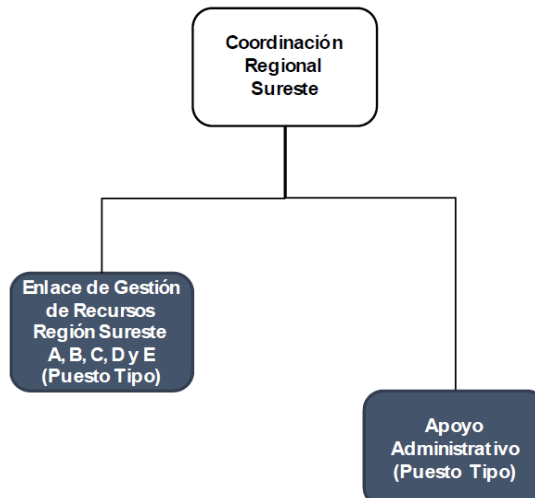 Coordinación
Regional
Sureste
Enlace de Gestión
de Recursos
Región Sureste
A, B, C, D y E
(Puesto Tipo)
Apoyo
Administrativo
(Puesto Tipo)